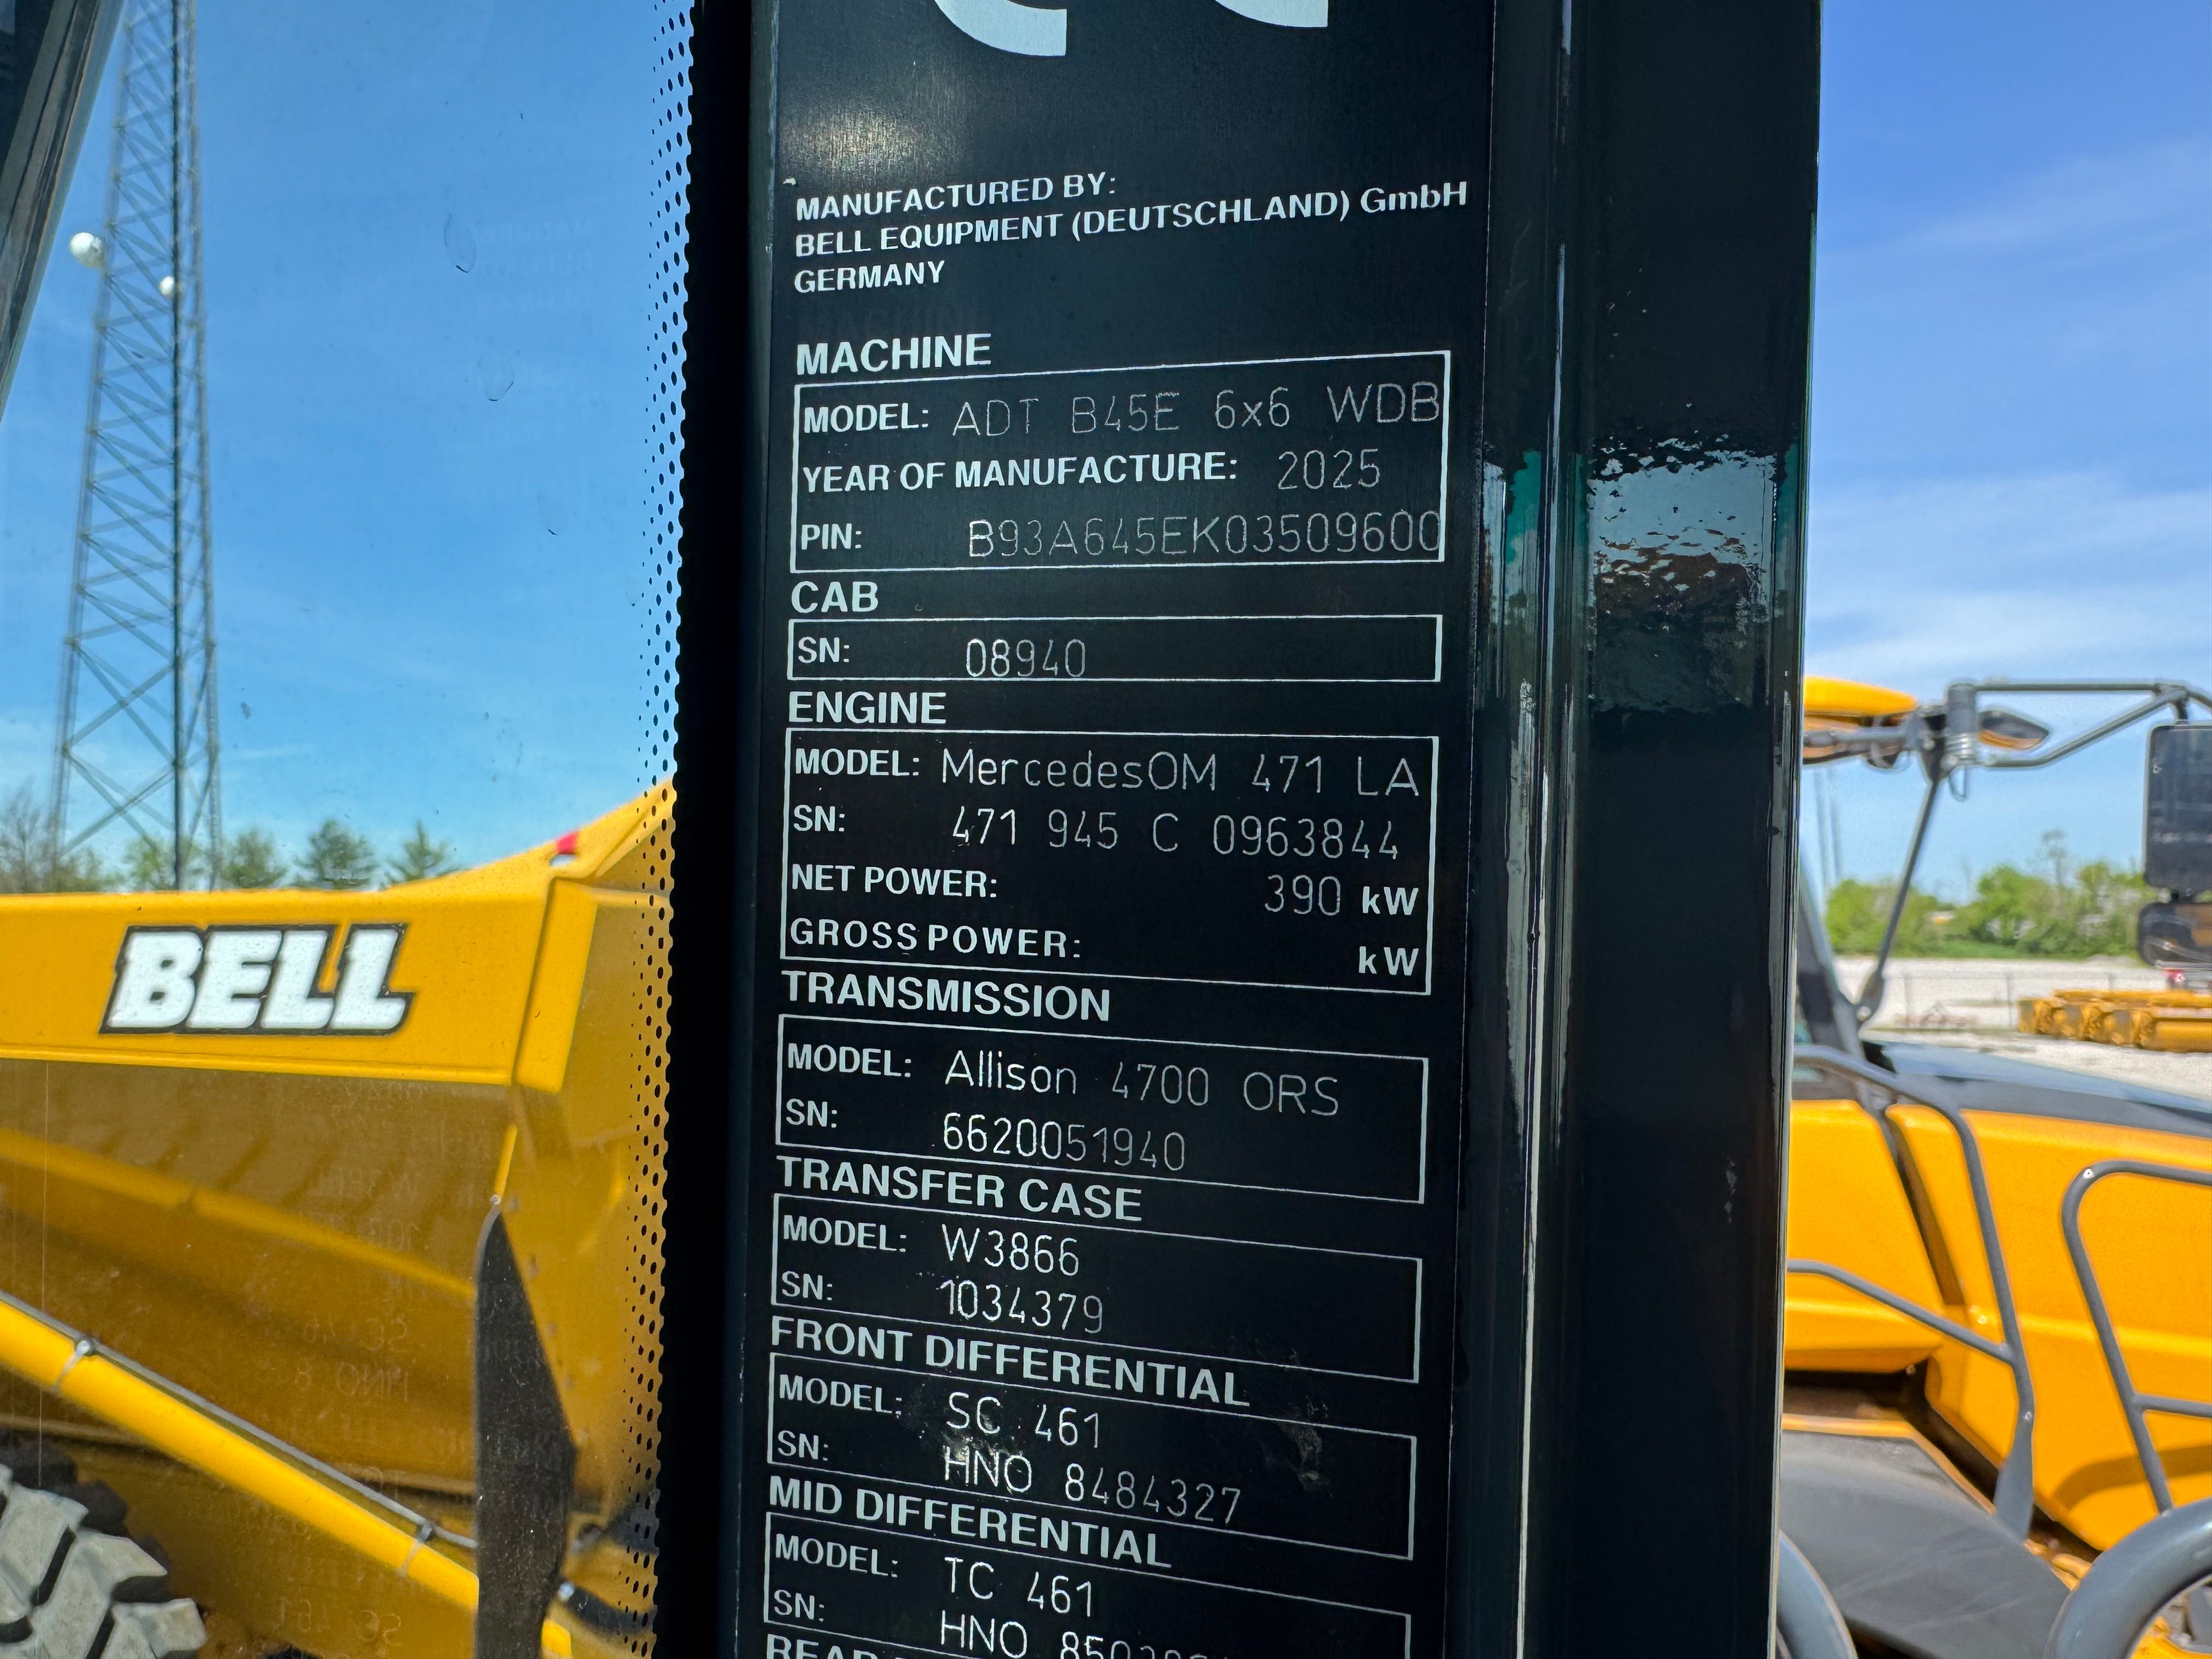 MANUFACTURED BY:
BELL EQUIPMENT (DEUTSCHLAND) GmbH
GERMANY
MACHINE
MODEL: ADT B45E 6x6 WDB
YEAR OF MANUFACTURE: 2025
PIN: B93A645EK03509600
CAB
SN: 08940
ENGINE
MODEL: MercedesOM 471 LA
SN: 471 945 C 0963844
NET POWER: 390 kW
GROSS POWER: kW
TRANSMISSION
MODEL: Allison 4700 ORS
SN: 6620051940
TRANSFER CASE
MODEL: W3866
SN: 1034379
FRONT DIFFERENTIAL
MODEL: SC 461
SN: HNO 8484327
MID DIFFERENTIAL
MODEL: TC 461
SN: HNO
REAR
BELL